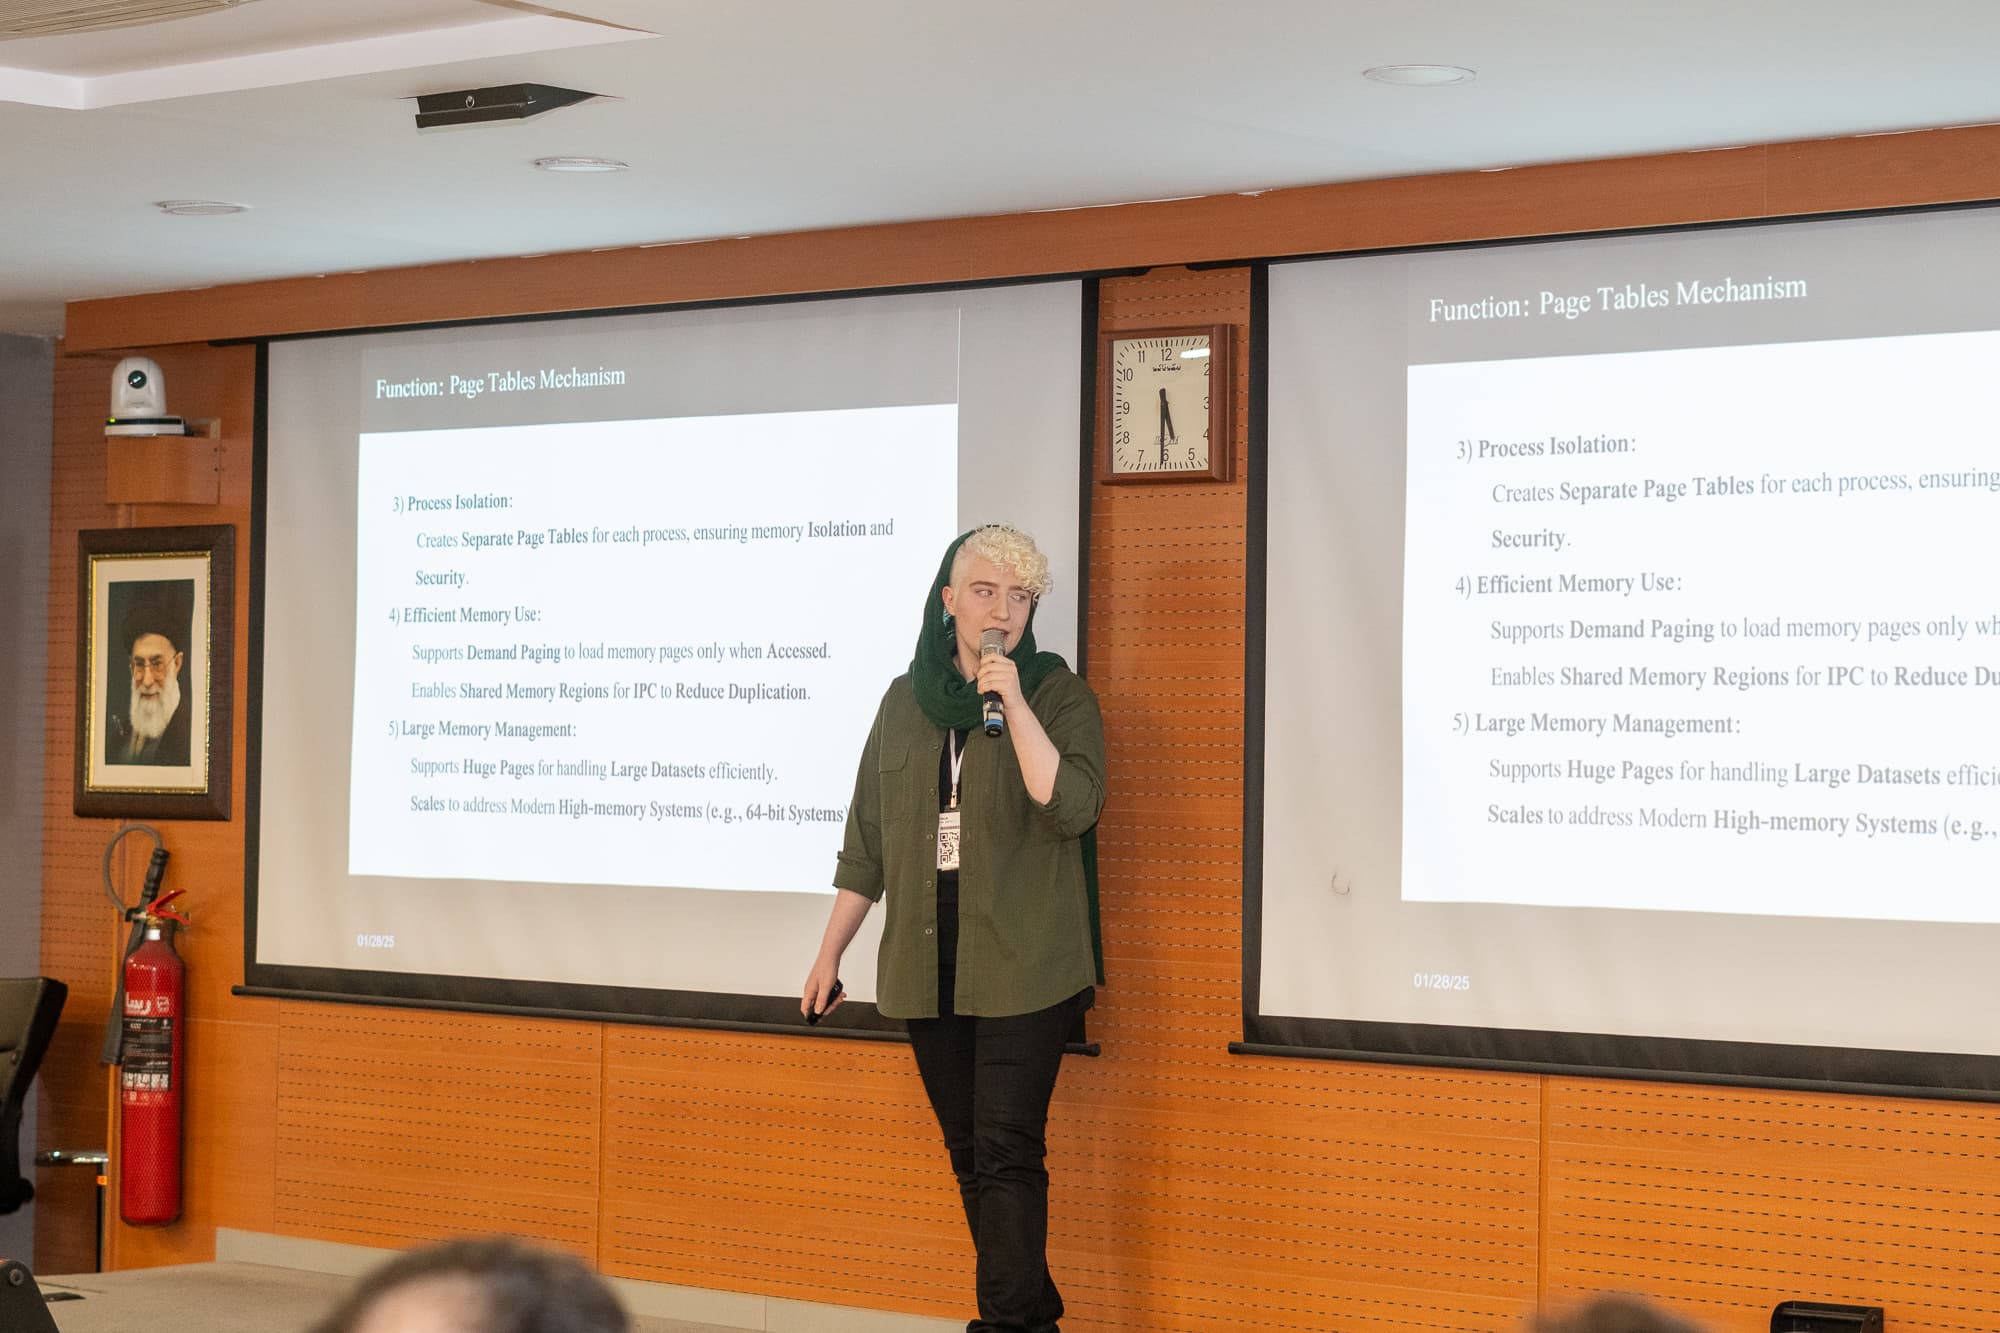 Function: Page Tables Mechanism
3) Process Isolation:
Creates Separate Page Tables for each process, ensuring memory Isolation and
Security.
4) Efficient Memory Use:
Supports Demand Paging to load memory pages only when Accessed.
Enables Shared Memory Regions for IPC to Reduce Duplication.
5) Large Memory Management:
Supports Huge Pages for handling Large Datasets efficiently.
Scales to address Modern High-memory Systems (e.g., 64-bit Systems)
01/28/25
11 12
10 2
9 3
8 4
7 6 5
Function: Page Tables Mechanism
3) Process Isolation:
Creates Separate Page Tables for each process, ensuring
Security.
4) Efficient Memory Use:
Supports Demand Paging to load memory pages only wh
Enables Shared Memory Regions for IPC to Reduce Du
5) Large Memory Management:
Supports Huge Pages for handling Large Datasets effici
Scales to address Modern High-memory Systems (e.g.,
01/28/25